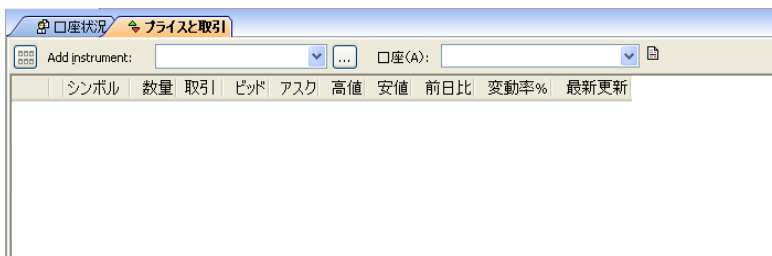 口座状況 プライスと取引
Add instrument: ... 口座(A):
シンボル 数量 取引 ビッド アスク 高値 安値 前日比 変動率% 最新更新